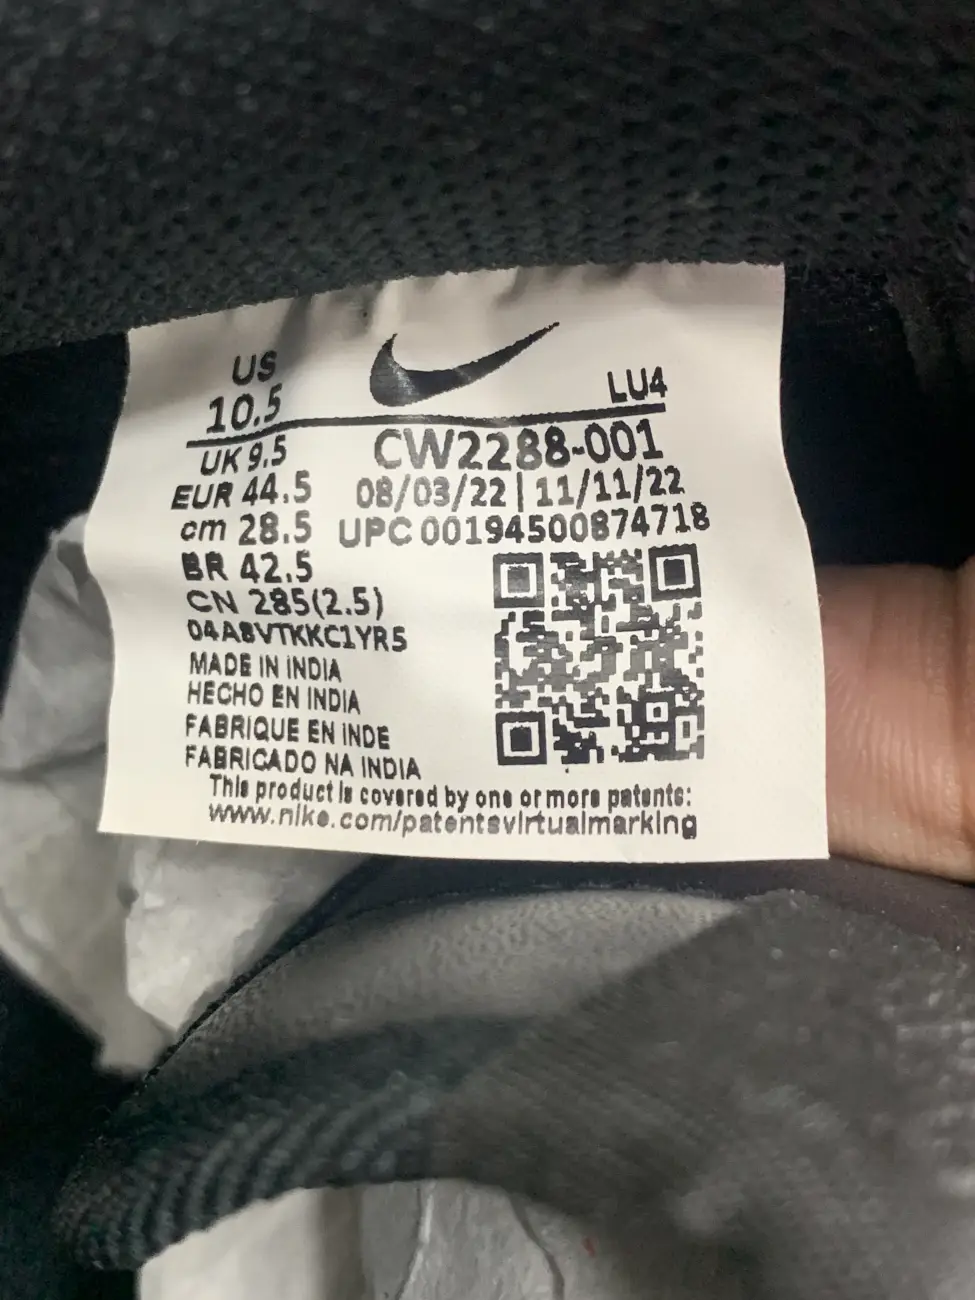 US
10.5
LU4
UK 9.5
CW2288-001
EUR 44.5
08/03/22 | 11/11/22
cm 28.5
UPC 00194500874718
BR 42.5
CN 285(2.5)
04A8VTKKC1YR5
MADE IN INDIA
HECHO EN INDIA
FABRIQUE EN INDE
FABRICADO NA INDIA
This product is covered by one or more patents:
www.nike.com/patentsvirtualmarking